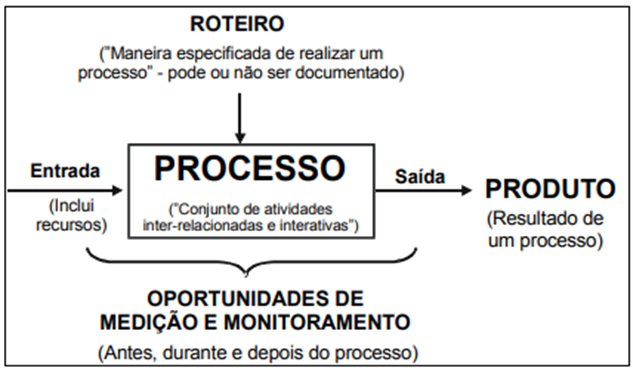 ROTEIRO
("Maneira especificada de realizar um
processo" - pode ou não ser documentado)
Entrada
(Inclui
recursos)
PROCESSO
("Conjunto de atividades
inter-relacionadas e interativas")
Saída
PRODUTO
(Resultado de
um processo)
OPORTUNIDADES DE
MEDIÇÃO E MONITORAMENTO
(Antes, durante e depois do processo)